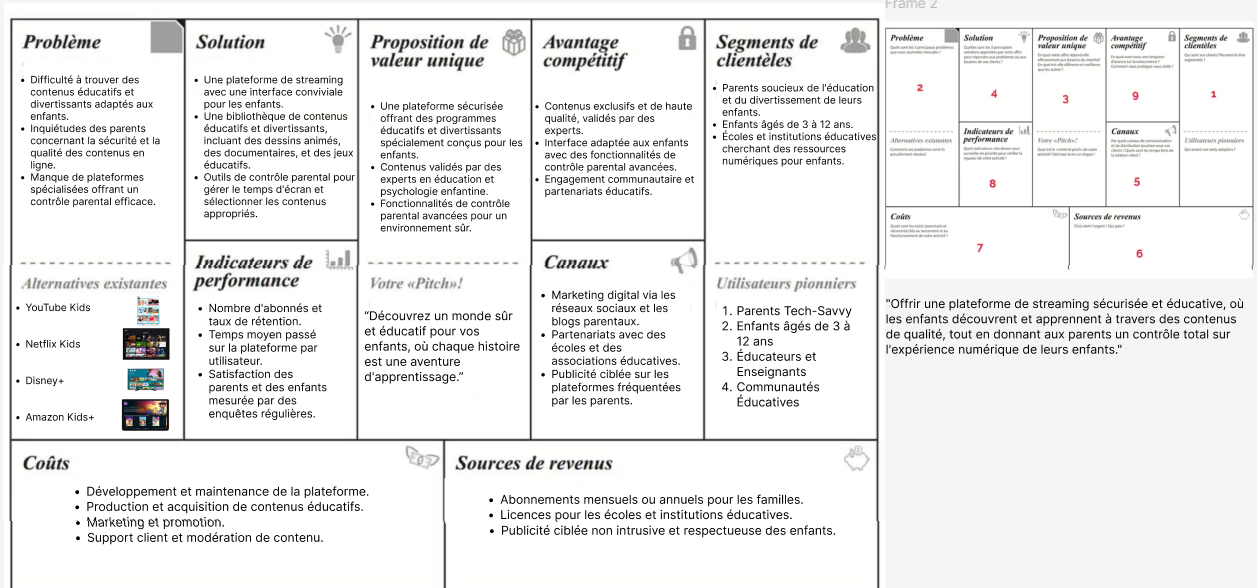 Problème
Difficulté à trouver des
contenus éducatifs et
divertissants adaptés aux
enfants.
Inquiétudes des parents
concernant la sécurité et la
qualité des contenus en
ligne.
Manque de plateformes
spécialisées offrant un
contrôle parental efficace.
Alternatives existantes
YouTube Kids
Netflix Kids
Disney+
Amazon Kids+
Solution
Une plateforme de streaming
avec une interface conviviale
pour les enfants.
Une bibliothèque de contenus
éducatifs et divertissants,
incluant des dessins animés,
des documentaires, et des jeux
éducatifs.
Outils de contrôle parental pour
gérer le temps d'écran et
sélectionner les contenus
appropriés.
Indicateurs de
performance
Nombre d'abonnés et
taux de rétention.
Temps moyen passé
sur la plateforme par
utilisateur.
Satisfaction des
parents et des enfants
mesurée par des
enquêtes régulières.
Proposition de
valeur unique
Une plateforme sécurisée
offrant des programmes
éducatifs et divertissants
spécialement conçus pour les
enfants.
Contenus validés par des
experts en éducation et
psychologie enfantine.
Fonctionnalités de contrôle
parental avancées pour un
environnement sûr.
Votre «Pitch»!
“Découvrez un monde sûr
et éducatif pour vos
enfants, où chaque histoire
est une aventure
d'apprentissage.”
Avantage
compétitif
Contenus exclusifs et de haute
qualité, validés par des
experts.
Interface adaptée aux enfants
avec des fonctionnalités de
contrôle parental avancées.
Engagement communautaire et
partenariats éducatifs.
Canaux
Marketing digital via les
réseaux sociaux et les
blogs parentaux.
Partenariats avec des
écoles et des
associations éducatives.
Publicité ciblée sur les
plateformes fréquentées
par les parents.
Segments de
clientèles
Parents soucieux de l'éducation
et du divertissement de leurs
enfants.
Enfants âgés de 3 à 12 ans.
Écoles et institutions éducatives
cherchant des ressources
numériques pour enfants.
Utilisateurs pionniers
1. Parents Tech-Savvy
2. Enfants âgés de 3 à
12 ans
3. Éducateurs et
Enseignants
4. Communautés
Éducatives
Coûts
Développement et maintenance de la plateforme.
Production et acquisition de contenus éducatifs.
Marketing et promotion.
Support client et modération de contenu.
Sources de revenus
Abonnements mensuels ou annuels pour les familles.
Licences pour les écoles et institutions éducatives.
Publicité ciblée non intrusive et respectueuse des enfants.
Frame 2
Problème
2
Alternatives existantes
Solution
4
Indicateurs de
performance
8
Proposition de
valeur unique
3
Votre «Pitch»!
Avantage
compétitif
9
Canaux
5
Segments de
clientèles
1
Utilisateurs pionniers
Coûts
7
Sources de revenus
6
"Offrir une plateforme de streaming sécurisée et éducative, où
les enfants découvrent et apprennent à travers des contenus
de qualité, tout en donnant aux parents un contrôle total sur
l'expérience numérique de leurs enfants."